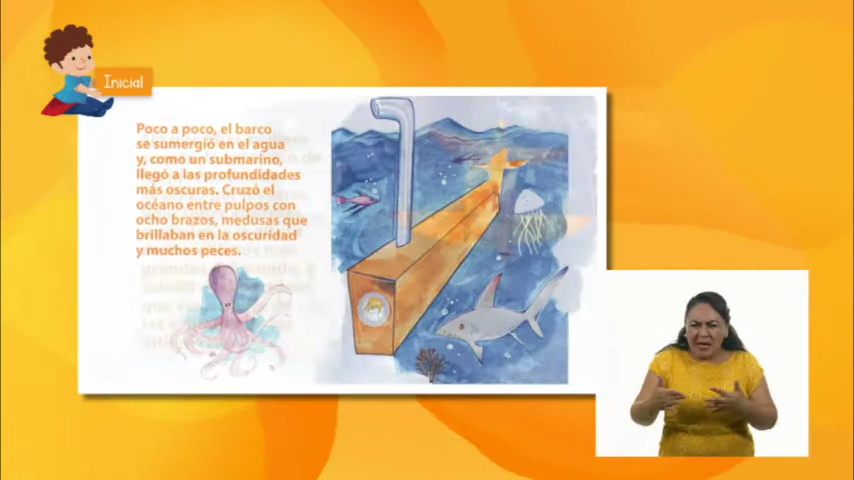 Inicial
Poco a poco, el barco
se sumergió en el agua
y, como un submarino,
llegó a las profundidades
más oscuras. Cruzó el
océano entre pulpos con
ocho brazos, medusas que
brillaban en la oscuridad
y muchos peces.